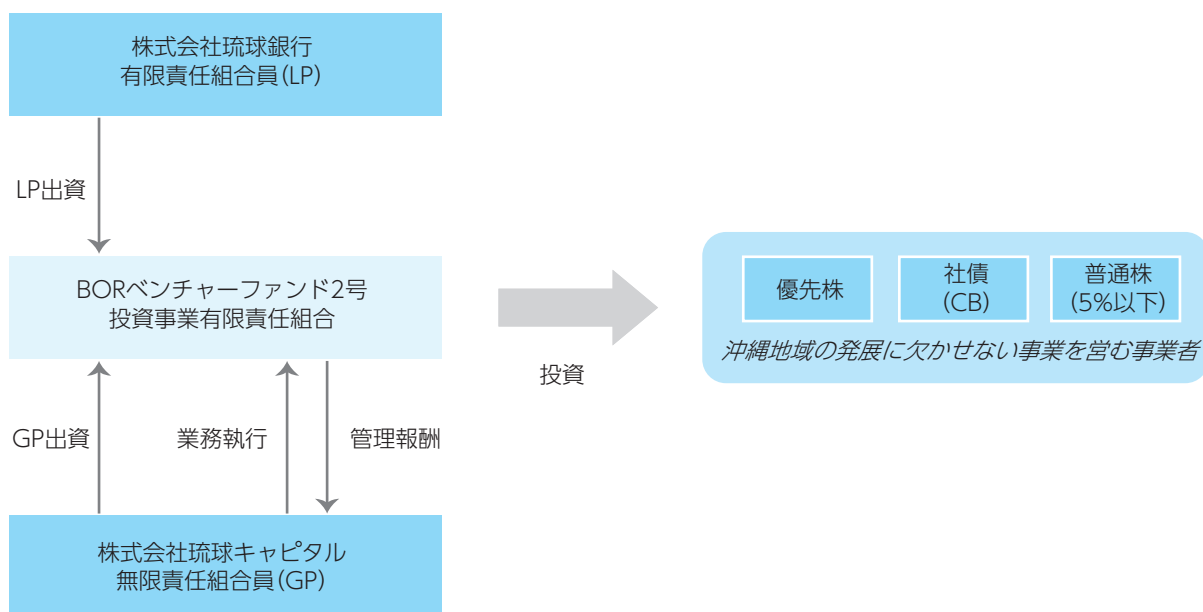 株式会社琉球銀行
有限責任組合員(LP)
LP出資
BORベンチャーファンド2号
投資事業有限責任組合
GP出資
業務執行
管理報酬
株式会社琉球キャピタル
無限責任組合員(GP)
投資
優先株
社債
(CB)
普通株
(5%以下)
沖縄地域の発展に欠かせない事業を営む事業者